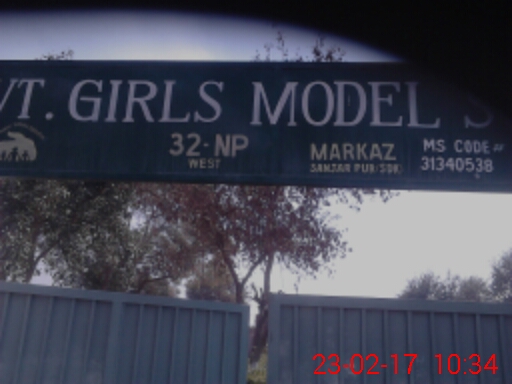 VT. GIRLS MODEL S
32-NP
WEST
MARKAZ
SANJAR PUR(SDK)
MS CODE#
31340538
23-02-17 10:34